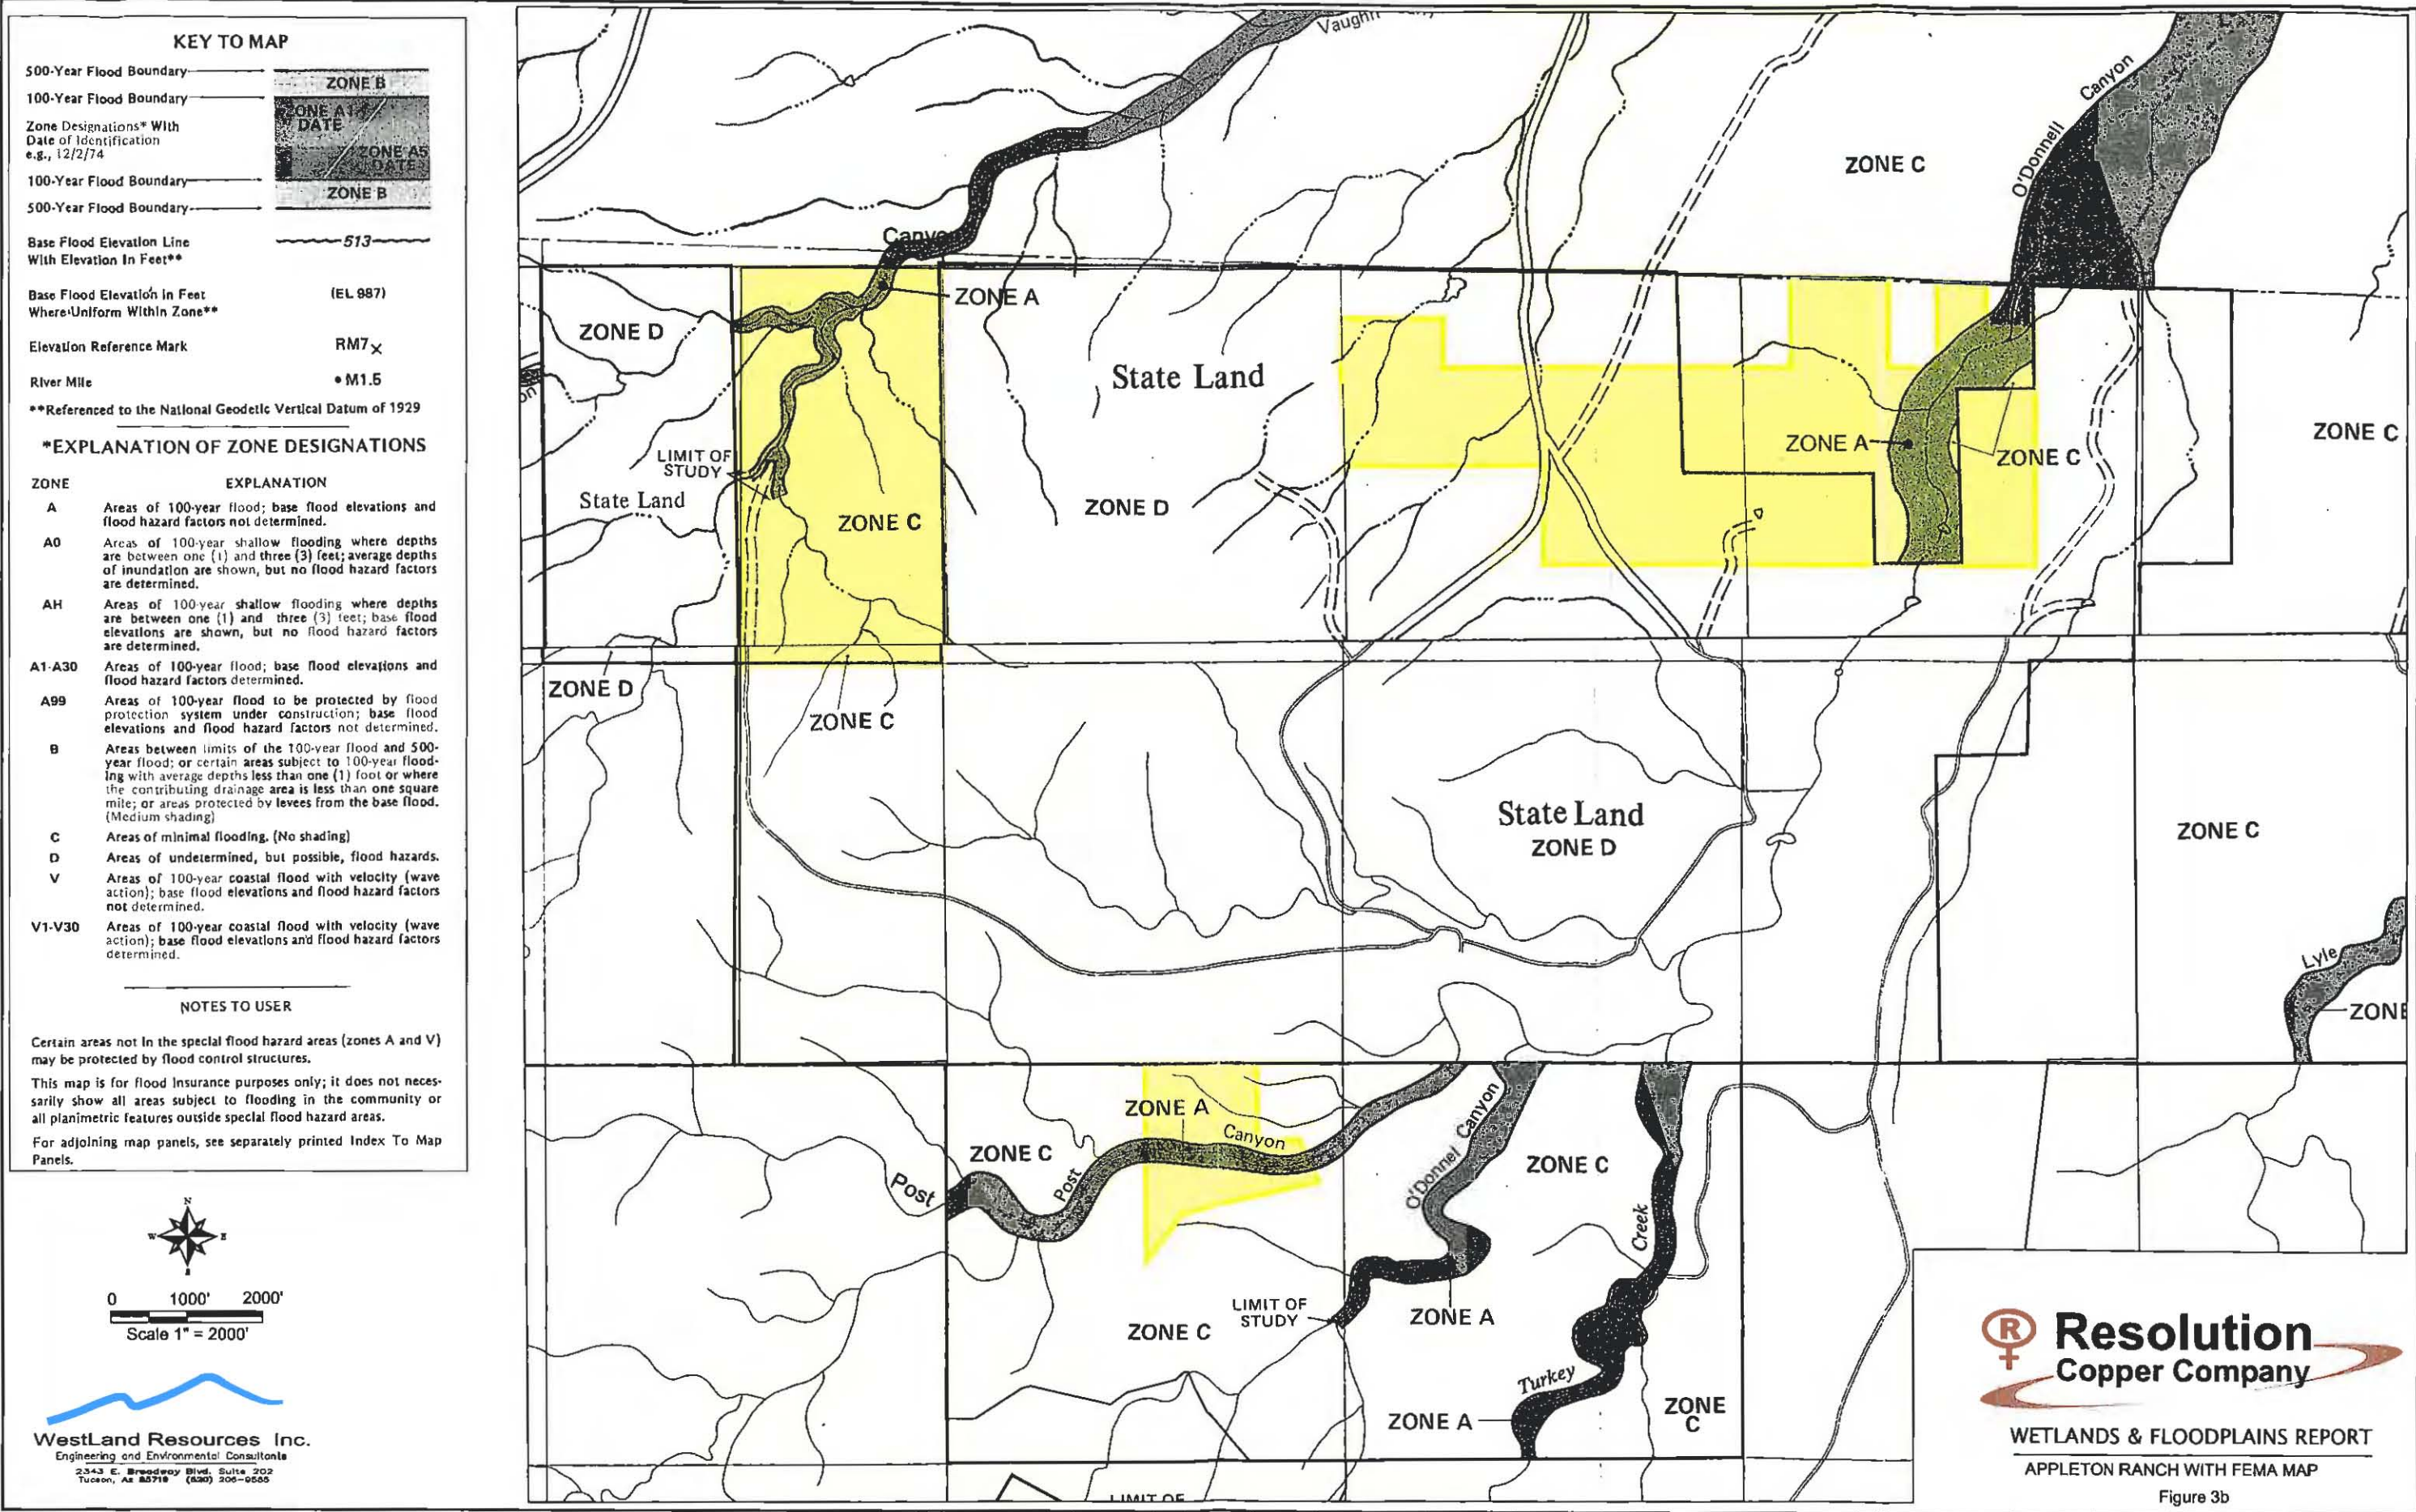 KEY TO MAP
500-Year Flood Boundary
ZONE B
100-Year Flood Boundary
ZONE A1
DATE
Zone Designations* With
Date of Identification
e.g., 12/2/74
ZONE A5
DATE
100-Year Flood Boundary
ZONE B
500-Year Flood Boundary
Base Flood Elevation Line
With Elevation In Feet**
513
Base Flood Elevation in Feet
Where Uniform Within Zone**
(EL 987)
Elevation Reference Mark
RM7x
River Mile
•M1.5
**Referenced to the National Geodetic Vertical Datum of 1929
*EXPLANATION OF ZONE DESIGNATIONS
ZONE EXPLANATION
A Areas of 100-year flood; base flood elevations and
flood hazard factors not determined.
A0 Areas of 100-year shallow flooding where depths
are between one (1) and three (3) feet; average depths
of inundation are shown, but no flood hazard factors
are determined.
AH Areas of 100-year shallow flooding where depths
are between one (1) and three (3) feet; base flood
elevations are shown, but no flood hazard factors
are determined.
A1-A30 Areas of 100-year flood; base flood elevations and
flood hazard factors determined.
A99 Areas of 100-year flood to be protected by flood
protection system under construction; base flood
elevations and flood hazard factors not determined.
B Areas between limits of the 100-year flood and 500-
year flood; or certain areas subject to 100-year flood-
ing with average depths less than one (1) foot or where
the contributing drainage area is less than one square
mile; or areas protected by levees from the base flood.
(Medium shading)
C Areas of minimal flooding. (No shading)
D Areas of undetermined, but possible, flood hazards.
V Areas of 100-year coastal flood with velocity (wave
action); base flood elevations and flood hazard factors
not determined.
V1-V30 Areas of 100-year coastal flood with velocity (wave
action); base flood elevations and flood hazard factors
determined.
NOTES TO USER
Certain areas not in the special flood hazard areas (zones A and V)
may be protected by flood control structures.
This map is for flood insurance purposes only; it does not neces-
sarily show all areas subject to flooding in the community or
all planimetric features outside special flood hazard areas.
For adjoining map panels, see separately printed Index To Map
Panels.
N
W E
S
0 1000' 2000'
Scale 1" = 2000'
WestLand Resources Inc.
Engineering and Environmental Consultants
2343 E. Broadway Blvd. Suite 202
Tucson, Az 85719 (520) 206-9585
Vaughn
Canyon
O'Donnell Canyon
ZONE C
Canyon
ZONE A
ZONE D
State Land
ZONE A
ZONE C
ZONE C
LIMIT OF
STUDY
State Land
ZONE C
ZONE D
ZONE D
ZONE C
State Land
ZONE D
ZONE C
Lyle
ZONE
ZONE A
Canyon
ZONE C
Post
Post
O'Donnel Canyon
ZONE C
Creek
LIMIT OF
STUDY
ZONE A
ZONE C
Turkey
ZONE A
ZONE
C
LIMIT OF
R
Resolution
Copper Company
WETLANDS & FLOODPLAINS REPORT
APPLETON RANCH WITH FEMA MAP
Figure 3b